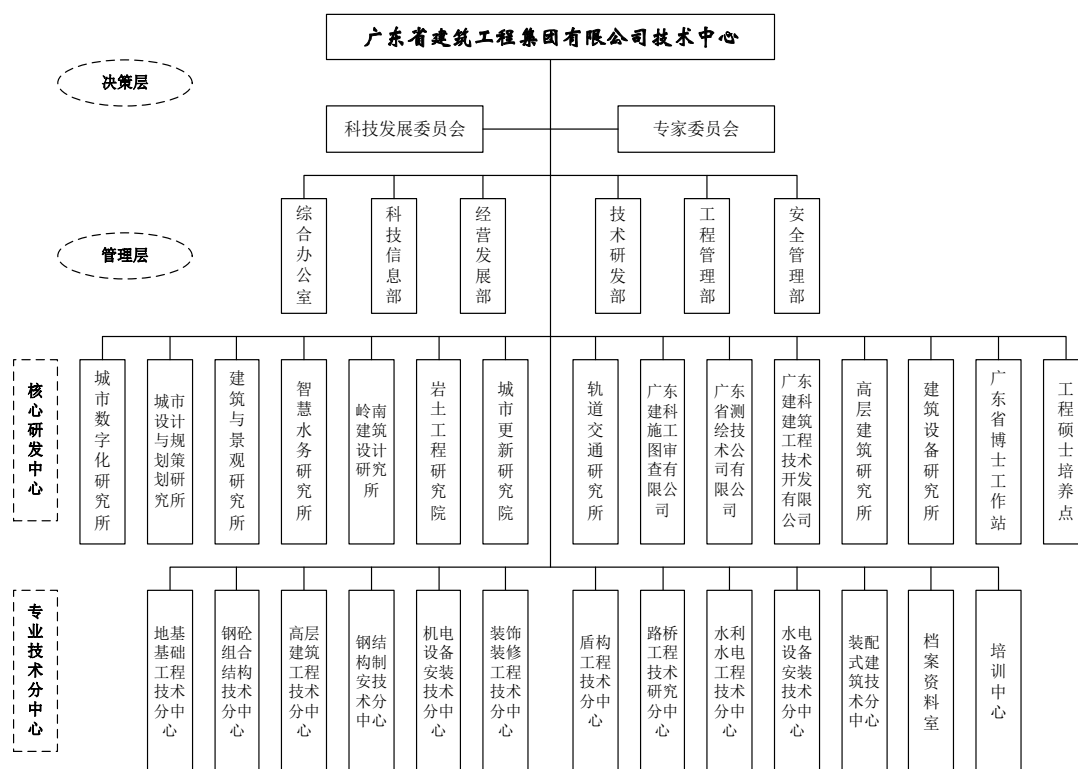 广东省建筑工程集团有限公司技术中心
决策层
科技发展委员会
专家委员会
管理层
综合办公室
科技信息部
经营发展部
技术研发部
工程管理部
安全管理部
核心研发中心
城市数字化研究所
城市设计与规划策划研究所
建筑与景观研究所
智慧水务研究所
岭南建筑设计研究所
岩土工程研究院
城市更新研究院
轨道交通研究所
广东建科施工图审查有限公司
广东省测绘技术公司有限公司
广东建科建筑工程技术开发有限公司
高层建筑研究所
建筑设备研究所
广东省博士工作站
工程硕士培养点
专业技术分中心
地基基础工程技术分中心
钢砼组合结构技术分中心
高层建筑工程技术分中心
钢结构制安技术分中心
机电设备安装技术分中心
装饰装修工程技术分中心
盾构工程技术分中心
路桥工程技术研究分中心
水利水电工程技术分中心
水电设备安装技术分中心
装配式建筑技术分中心
档案资料室
培训中心